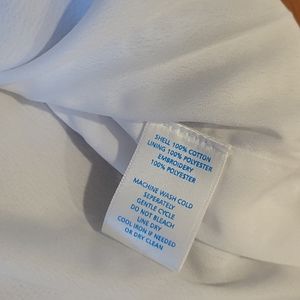 SHELL 100% COTTON
LINING 100% POLYESTER
EMBROIDERY
100% POLYESTER
MACHINE WASH COLD
SEPERATELY
GENTLE CYCLE
DO NOT BLEACH
LINE DRY
COOL IRON IF NEEDED
OR DRY CLEAN